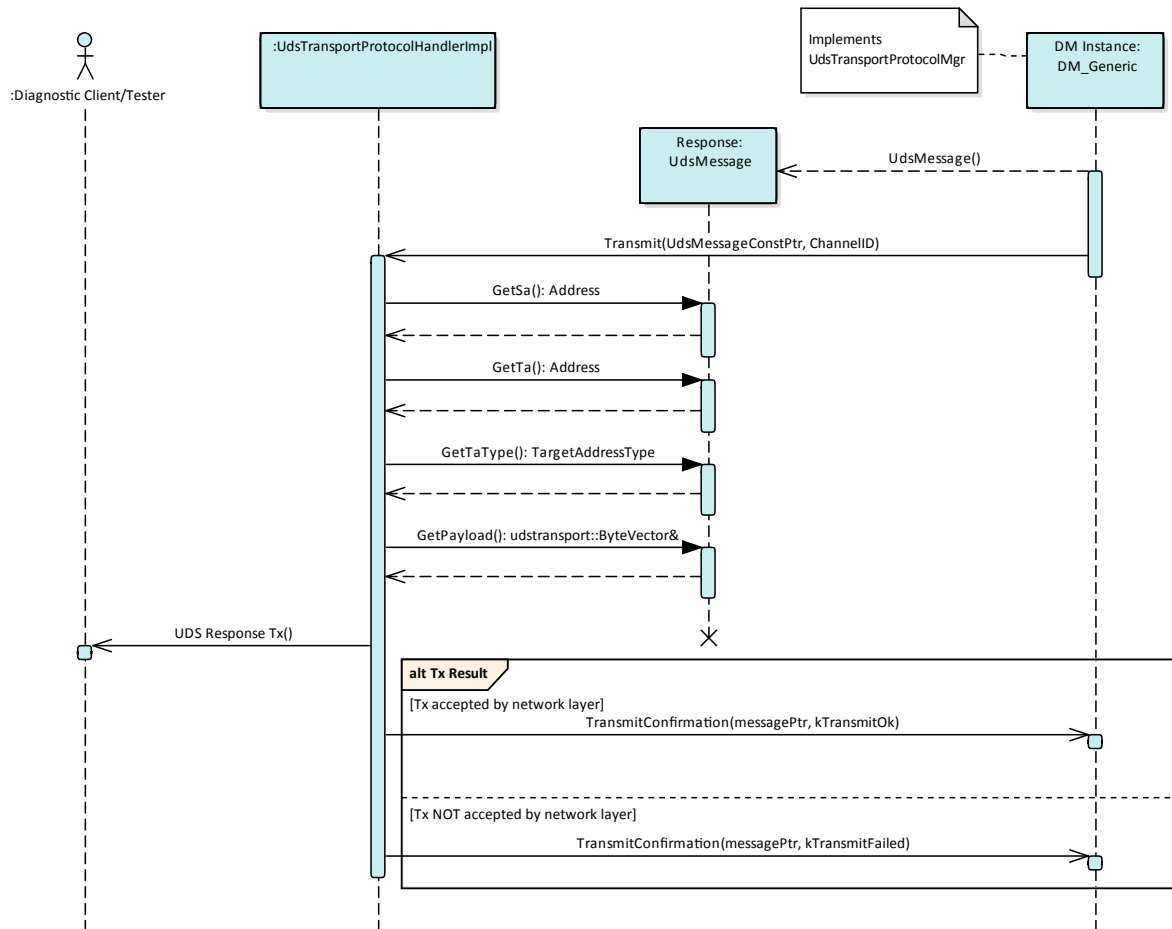 Implements
UdsTransportProtocolMgr
:UdsTransportProtocolHandlerImpl
DM Instance:
DM_Generic
:Diagnostic Client/Tester
Response:
UdsMessage
UdsMessage()
Transmit(UdsMessageConstPtr, ChannelID)
GetSa(): Address
GetTa(): Address
GetTaType(): TargetAddressType
GetPayload(): udstransport::ByteVector&
UDS Response Tx()
alt Tx Result
[Tx accepted by network layer]
TransmitConfirmation(messagePtr, kTransmitOk)
[Tx NOT accepted by network layer]
TransmitConfirmation(messagePtr, kTransmitFailed)